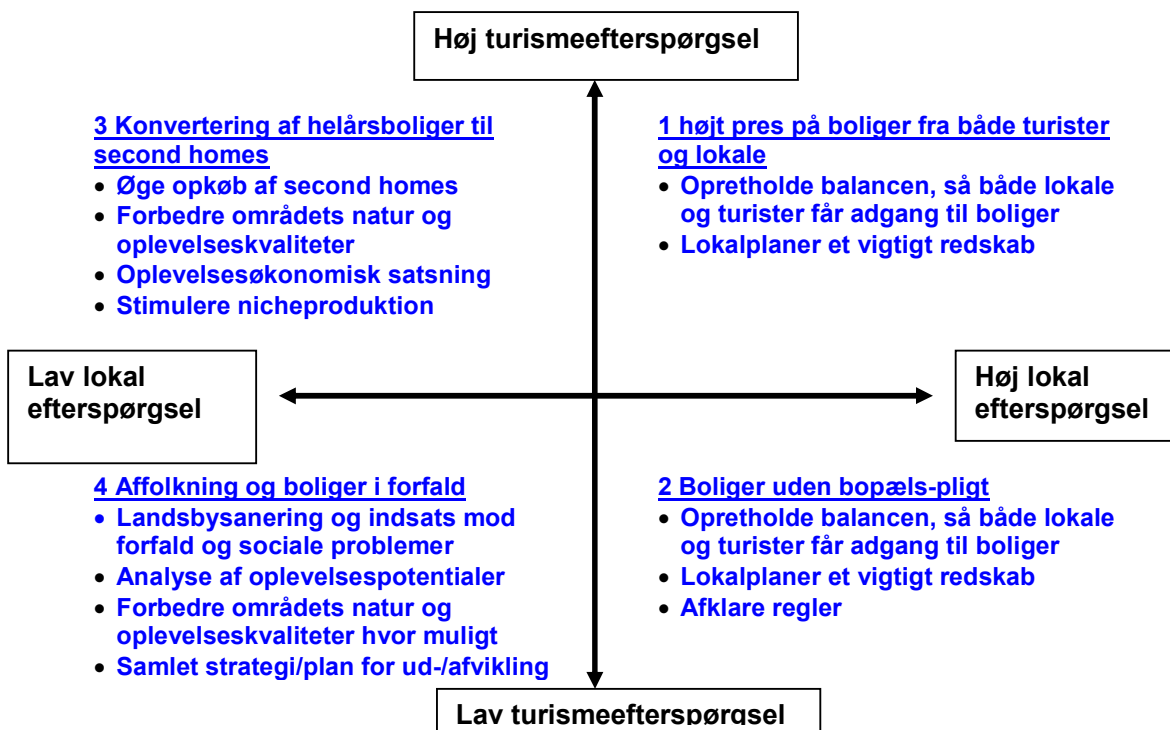 Høj turismeefterspørgsel
3 Konvertering af helårsboliger til
second homes
• Øge opkøb af second homes
• Forbedre områdets natur og
oplevelseskvaliteter
• Oplevelsesøkonomisk satsning
• Stimulere nicheproduktion
1 højt pres på boliger fra både turister
og lokale
• Opretholde balancen, så både lokale
og turister får adgang til boliger
• Lokalplaner et vigtigt redskab
Lav lokal
efterspørgsel
Høj lokal
efterspørgsel
4 Affolkning og boliger i forfald
• Landsbysanering og indsats mod
forfald og sociale problemer
• Analyse af oplevelsespotentialer
• Forbedre områdets natur og
oplevelseskvaliteter hvor muligt
• Samlet strategi/plan for ud-/afvikling
2 Boliger uden bopæls-pligt
• Opretholde balancen, så både lokale
og turister får adgang til boliger
• Lokalplaner et vigtigt redskab
• Afklare regler
Lav turismeefterspørgsel